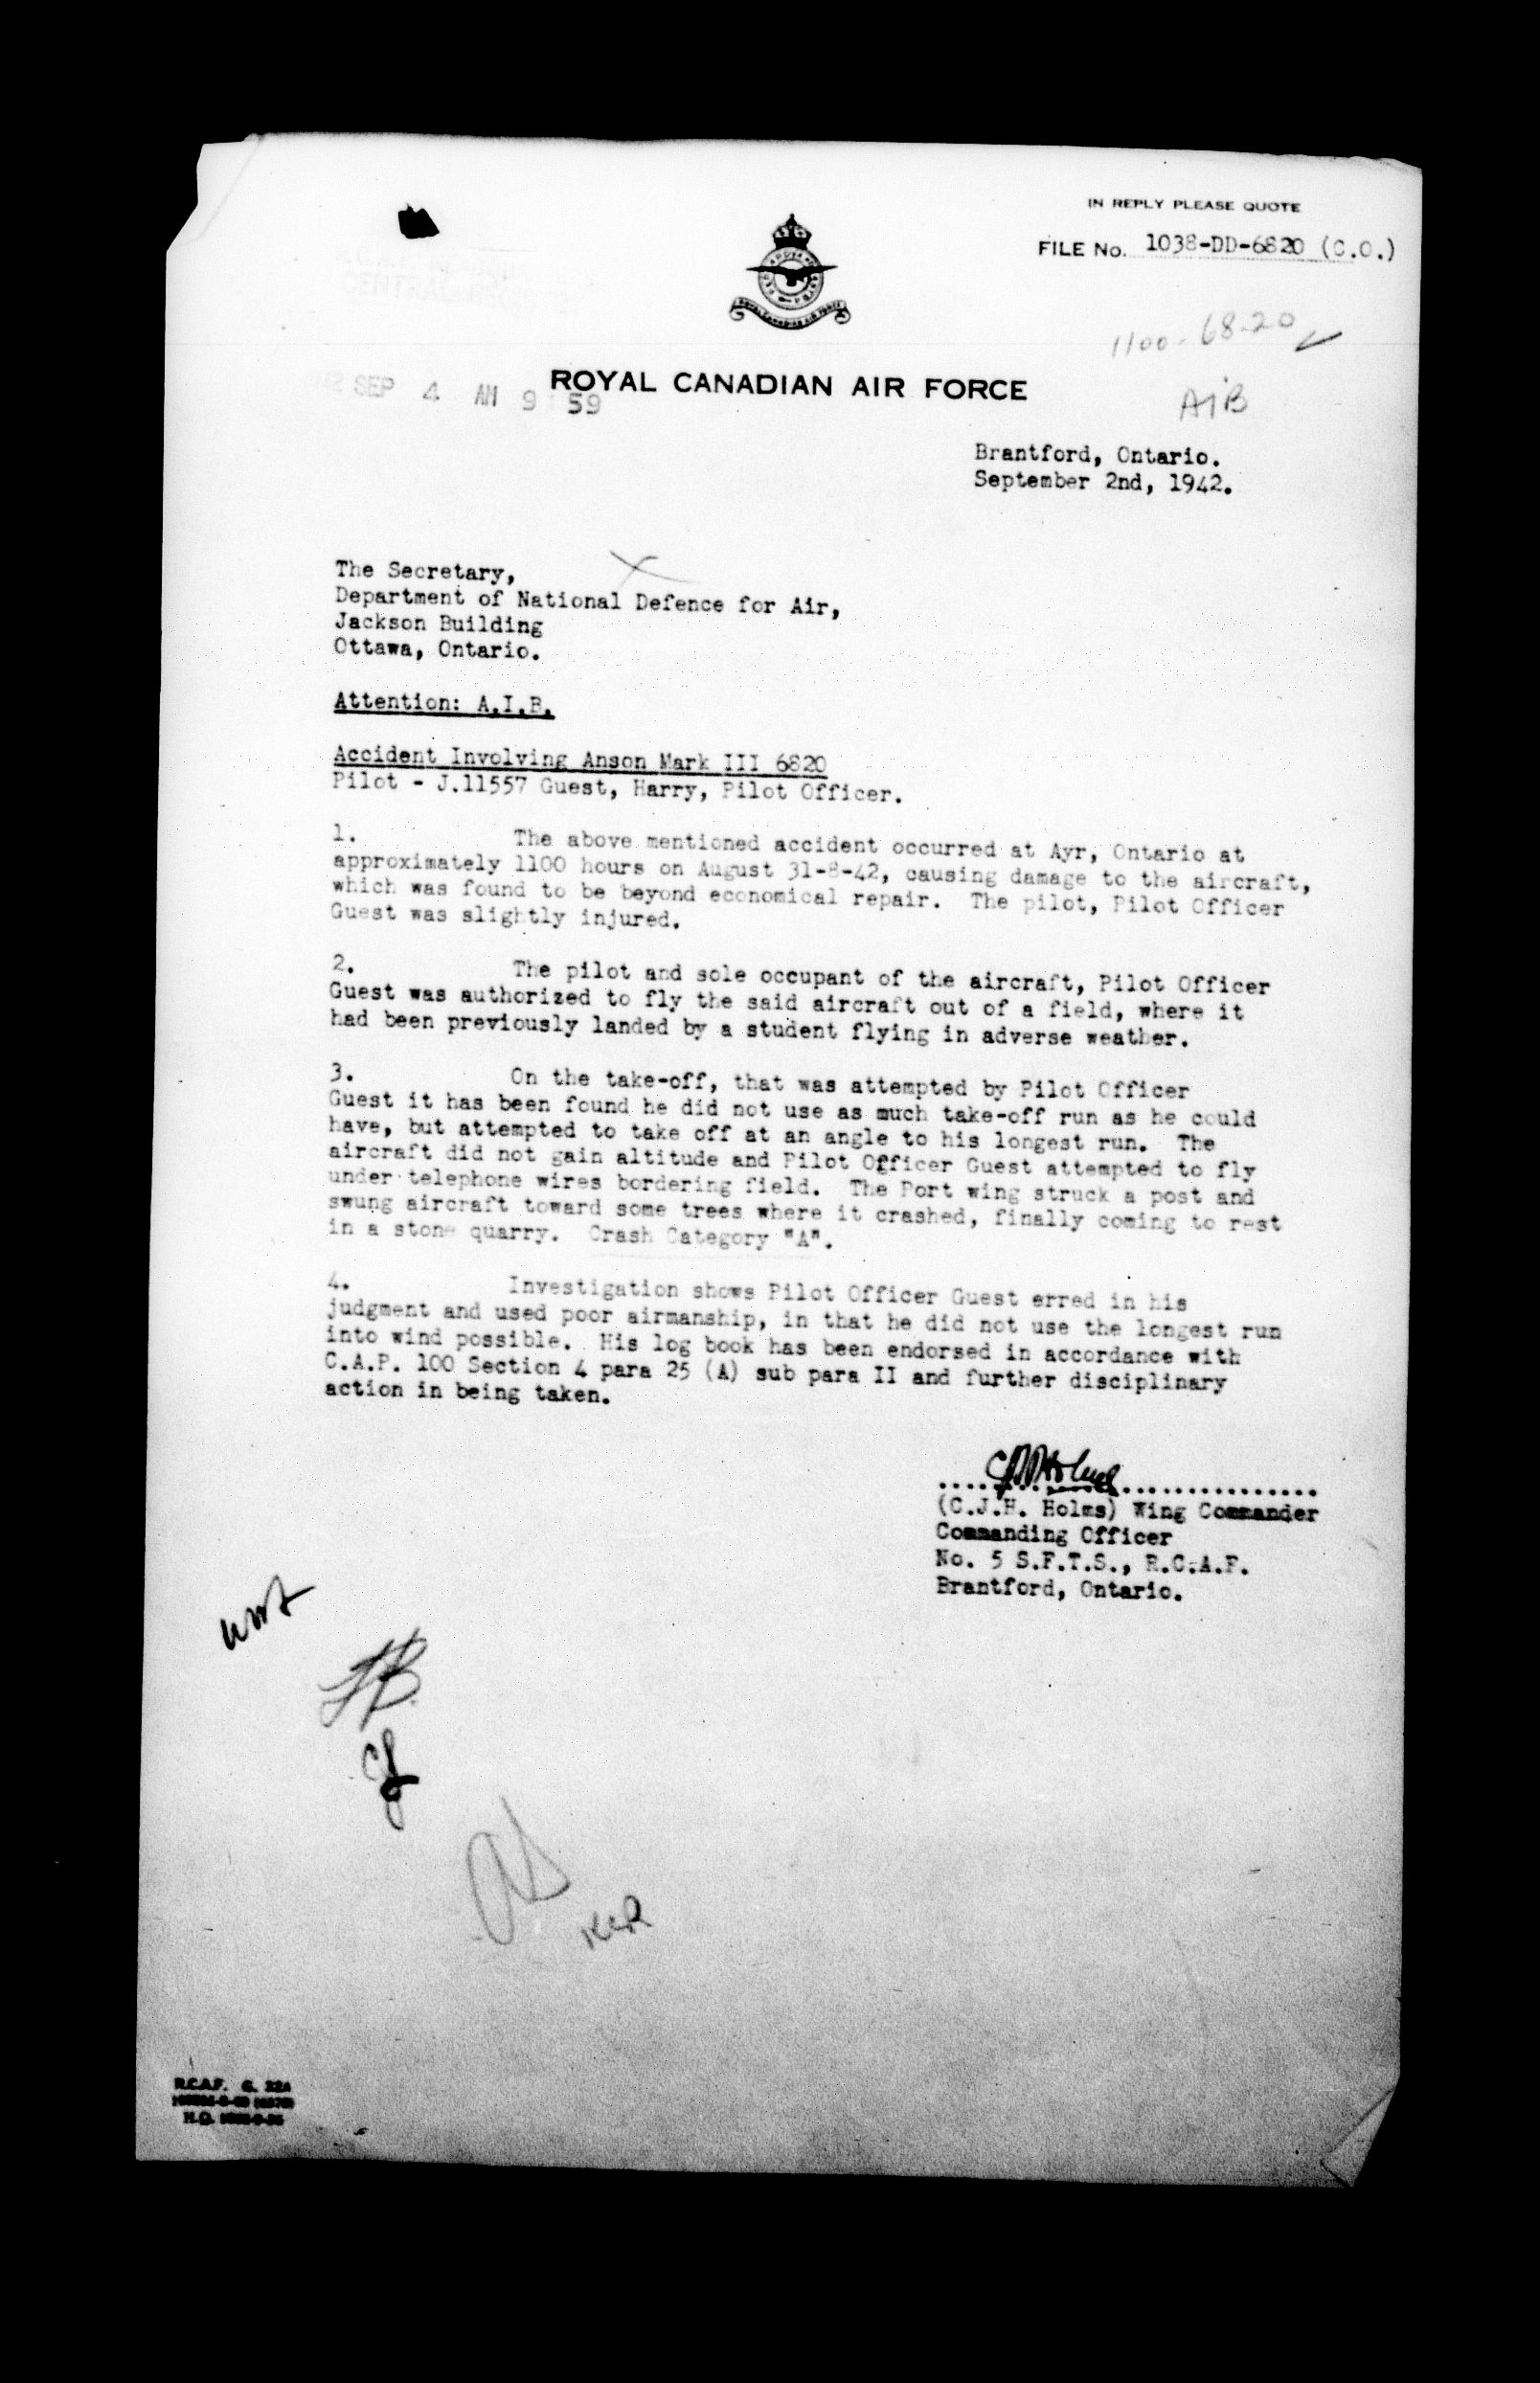 IN REPLY PLEASE QUOTE
FILE No. 1038-DD-6820 (C.O.)
ROYAL CANADIAN AIR FORCE
1100-6820
SEP 4 AM 9 59
ROYAL CANADIAN AIR FORCE
AIB
Brantford, Ontario.
September 2nd, 1942.
The Secretary,
Department of National Defence for Air,
Jackson Building
Ottawa, Ontario.
Attention: A.I.B.
Accident Involving Anson Mark III 6820
Pilot - J.11557 Guest, Harry, Pilot Officer.
1. The above mentioned accident occurred at Ayr, Ontario at
approximately 1100 hours on August 31-8-42, causing damage to the aircraft,
which was found to be beyond economical repair. The pilot, Pilot Officer
Guest was slightly injured.
2. The pilot and sole occupant of the aircraft, Pilot Officer
Guest was authorized to fly the said aircraft out of a field, where it
had been previously landed by a student flying in adverse weather.
3. On the take-off, that was attempted by Pilot Officer
Guest it has been found he did not use as much take-off run as he could
have, but attempted to take off at an angle to his longest run. The
aircraft did not gain altitude and Pilot Officer Guest attempted to fly
under telephone wires bordering field. The Port wing struck a post and
swung aircraft toward some trees where it crashed, finally coming to rest
in a stone quarry. Crash Category "A".
4. Investigation shows Pilot Officer Guest erred in his
judgment and used poor airmanship, in that he did not use the longest run
into wind possible. His log book has been endorsed in accordance with
C.A.P. 100 Section 4 para 25 (A) sub para II and further disciplinary
action in being taken.
(C.J.H. Holms) Wing Commander
Commanding Officer
No. 5 S.F.T.S., R.C.A.F.
Brantford, Ontario.
R.C.A.F. G. 32A
H.Q.